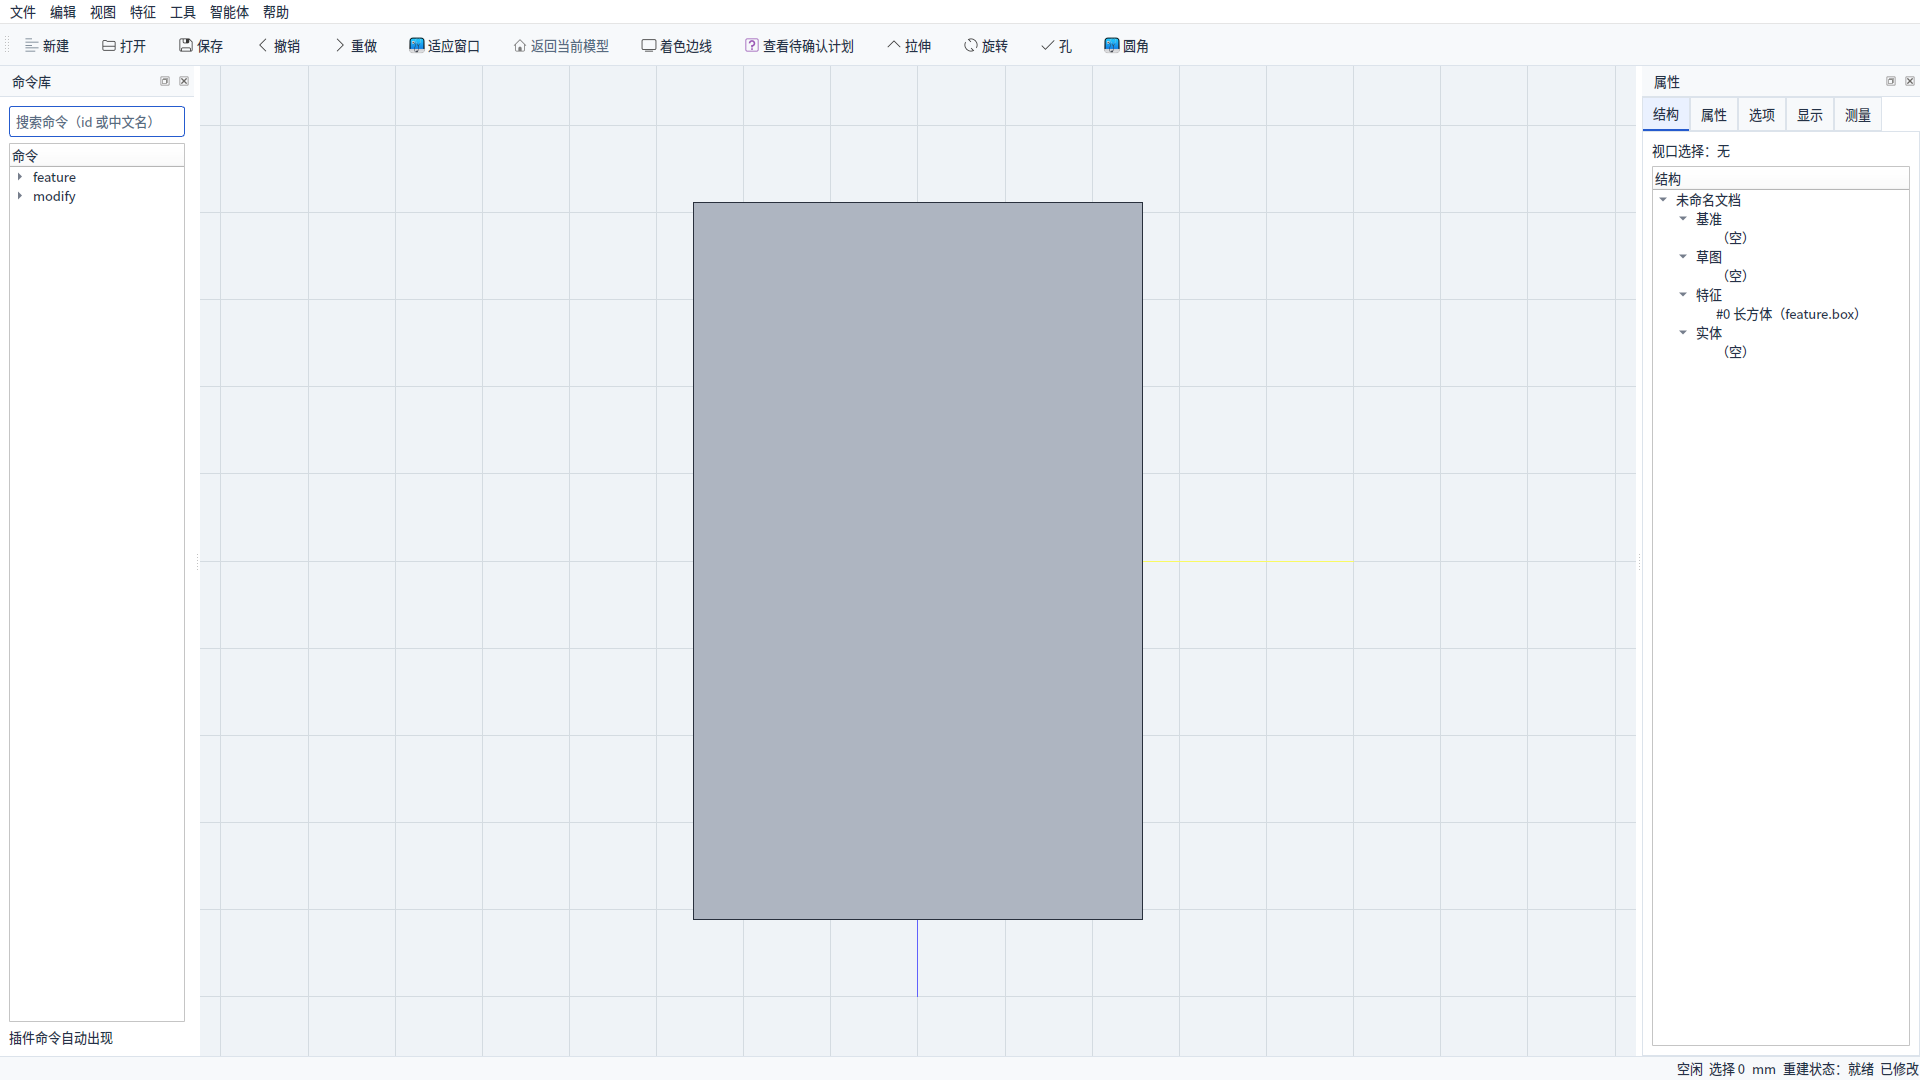 文件 编辑 视图 特征 工具 智能体 帮助
新建 打开 保存 撤销 重做 适应窗口 返回当前模型 着色边线 查看待确认计划 拉伸 旋转 孔 圆角
命令库
搜索命令（id 或中文名）
命令
feature
modify
插件命令自动出现
属性
结构 属性 选项 显示 测量
视口选择：无
结构
未命名文档
基准
（空）
草图
（空）
特征
#0 长方体（feature.box）
实体
（空）
空闲 选择 0 mm 重建状态：就绪 已修改